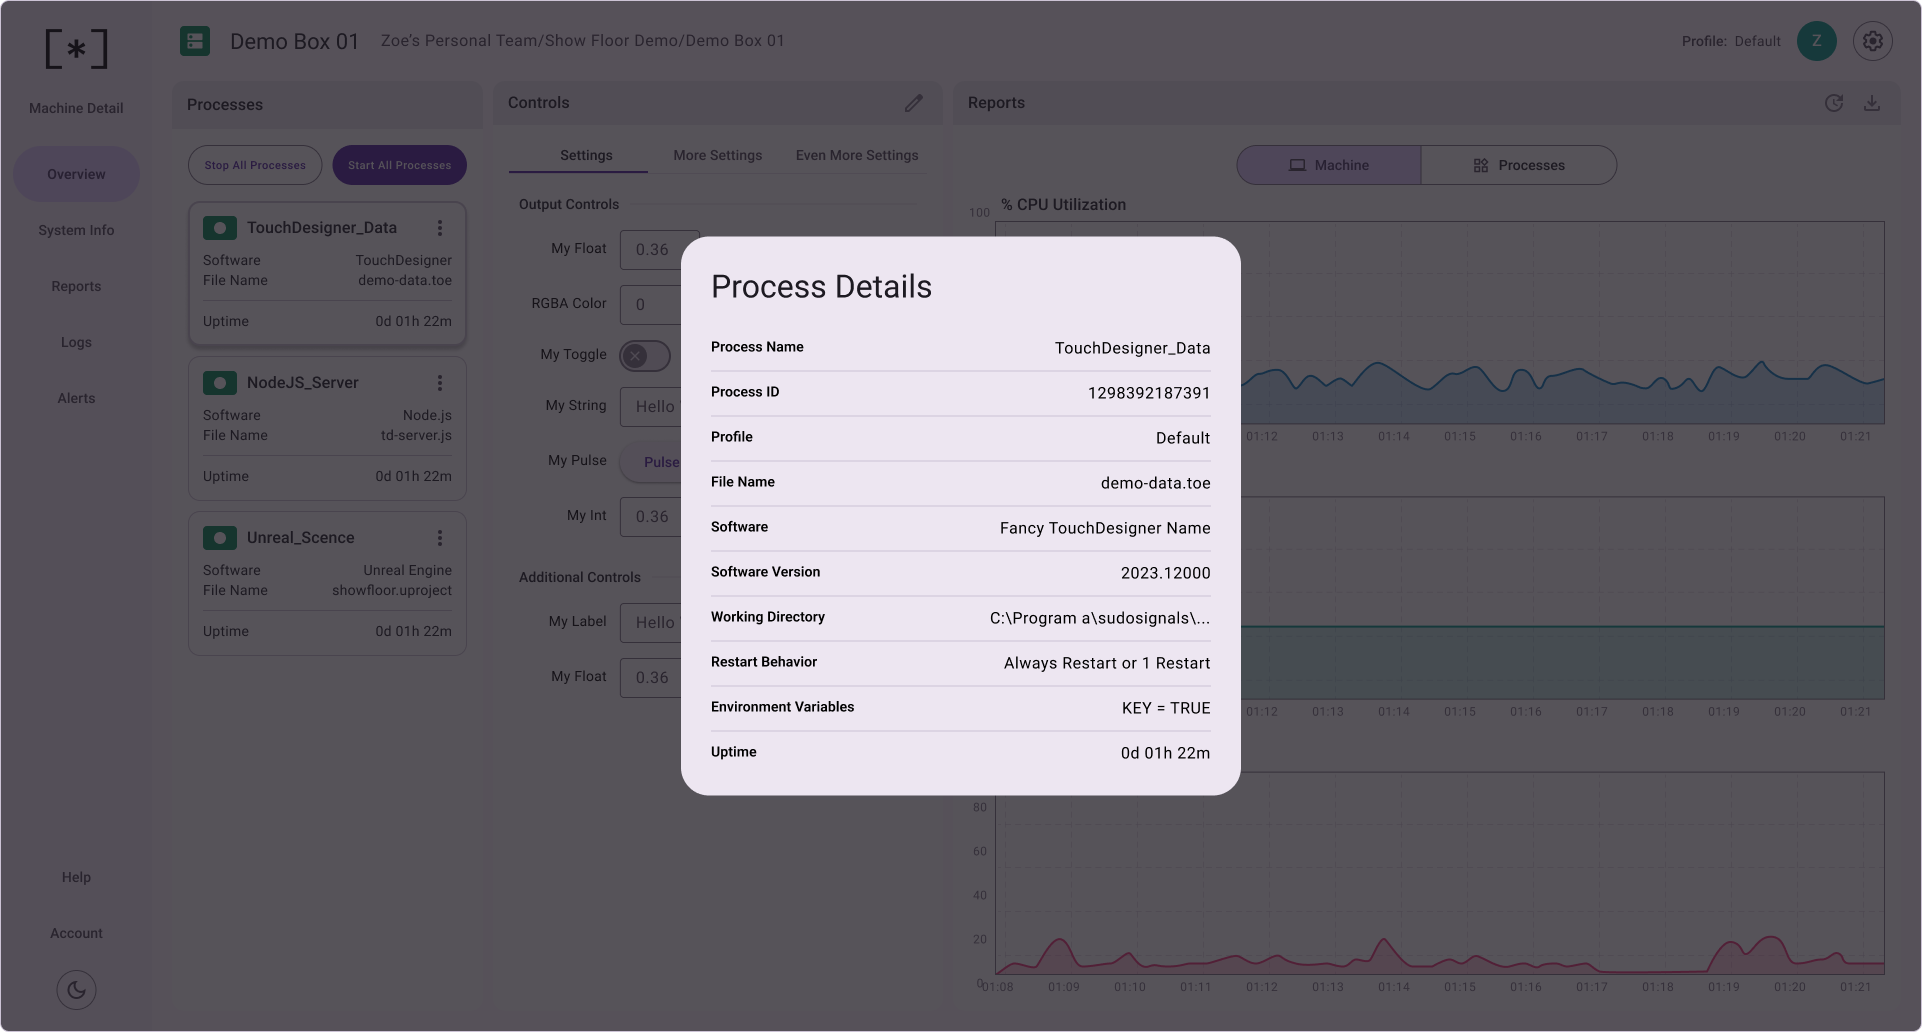 [*]
Machine Detail
Overview
System Info
Reports
Logs
Alerts
Help
Account
Demo Box 01
Zoe's Personal Team/Show Floor Demo/Demo Box 01
Profile: Default
Z
Processes
Stop All Processes
Start All Processes
TouchDesigner_Data
Software TouchDesigner
File Name demo-data.toe
Uptime 0d 01h 22m
NodeJS_Server
Software Node.js
File Name td-server.js
Uptime 0d 01h 22m
Unreal_Scence
Software Unreal Engine
File Name showfloor.uproject
Uptime 0d 01h 22m
Controls
Settings More Settings Even More Settings
Output Controls
My Float 0.36
RGBA Color 0
My Toggle
My String Hello
My Pulse Pulse
My Int 0.36
Additional Controls
My Label Hello
My Float 0.36
Reports
Machine Processes
% CPU Utilization
100
01:12 01:13 01:14 01:15 01:16 01:17 01:18 01:19 01:20 01:21
01:12 01:13 01:14 01:15 01:16 01:17 01:18 01:19 01:20 01:21
80
60
40
20
0
01:08 01:09 01:10 01:11 01:12 01:13 01:14 01:15 01:16 01:17 01:18 01:19 01:20 01:21
Process Details
Process Name TouchDesigner_Data
Process ID 1298392187391
Profile Default
File Name demo-data.toe
Software Fancy TouchDesigner Name
Software Version 2023.12000
Working Directory C:\Program a\sudosignals\...
Restart Behavior Always Restart or 1 Restart
Environment Variables KEY = TRUE
Uptime 0d 01h 22m